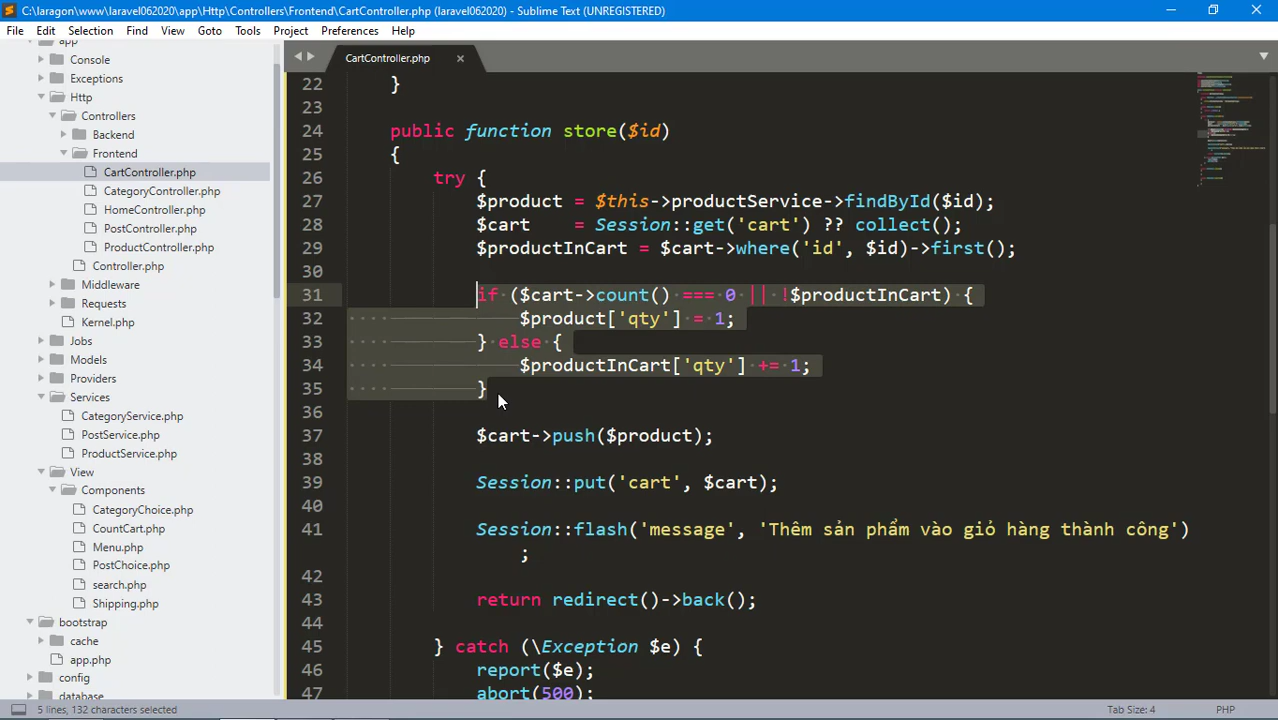 C:\laragon\www\laravel062020\app\Http\Controllers\Frontend\CartController.php (laravel062020) - Sublime Text (UNREGISTERED)
File Edit Selection Find View Goto Tools Project Preferences Help
app
Console
Exceptions
Http
Controllers
Backend
Frontend
CartController.php
CategoryController.php
HomeController.php
PostController.php
ProductController.php
Controller.php
Middleware
Requests
Kernel.php
Jobs
Models
Providers
Services
CategoryService.php
PostService.php
ProductService.php
View
Components
CategoryChoice.php
CountCart.php
Menu.php
PostChoice.php
search.php
Shipping.php
bootstrap
cache
app.php
config
database
CartController.php ×
22 }
23
24 public function store($id)
25 {
26 try {
27 $product = $this->productService->findById($id);
28 $cart = Session::get('cart') ?? collect();
29 $productInCart = $cart->where('id', $id)->first();
30
31 if ($cart->count() === 0 || !$productInCart) {
32 $product['qty'] = 1;
33 } else {
34 $productInCart['qty'] += 1;
35 }
36
37 $cart->push($product);
38
39 Session::put('cart', $cart);
40
41 Session::flash('message', 'Thêm sản phẩm vào giỏ hàng thành công')
;
42
43 return redirect()->back();
44
45 } catch (\Exception $e) {
46 report($e);
47 abort(500);
5 lines, 132 characters selected Tab Size: 4 PHP